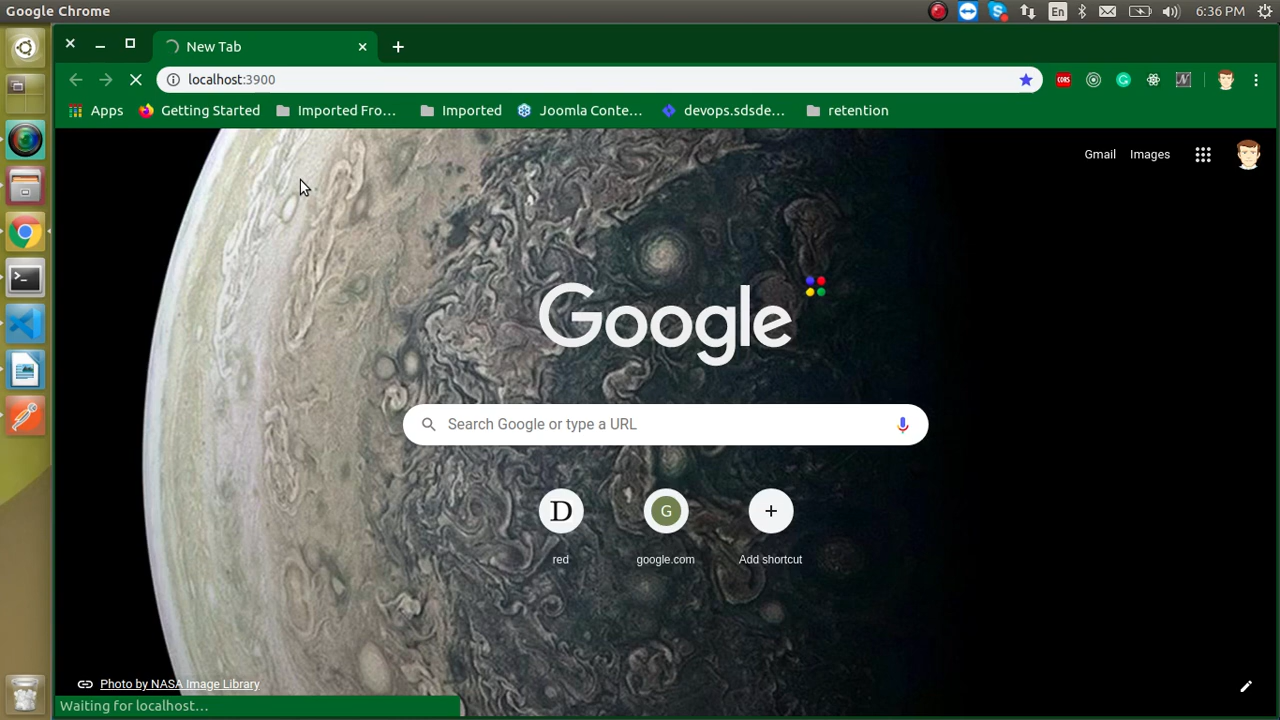 Google Chrome
En
6:36 PM
New Tab
localhost:3900
CORS
Apps
Getting Started
Imported Fro...
Imported
Joomla Conte...
devops.sdsde...
retention
Gmail
Images
Google
Search Google or type a URL
D
G
red
google.com
Add shortcut
Photo by NASA Image Library
Waiting for localhost...